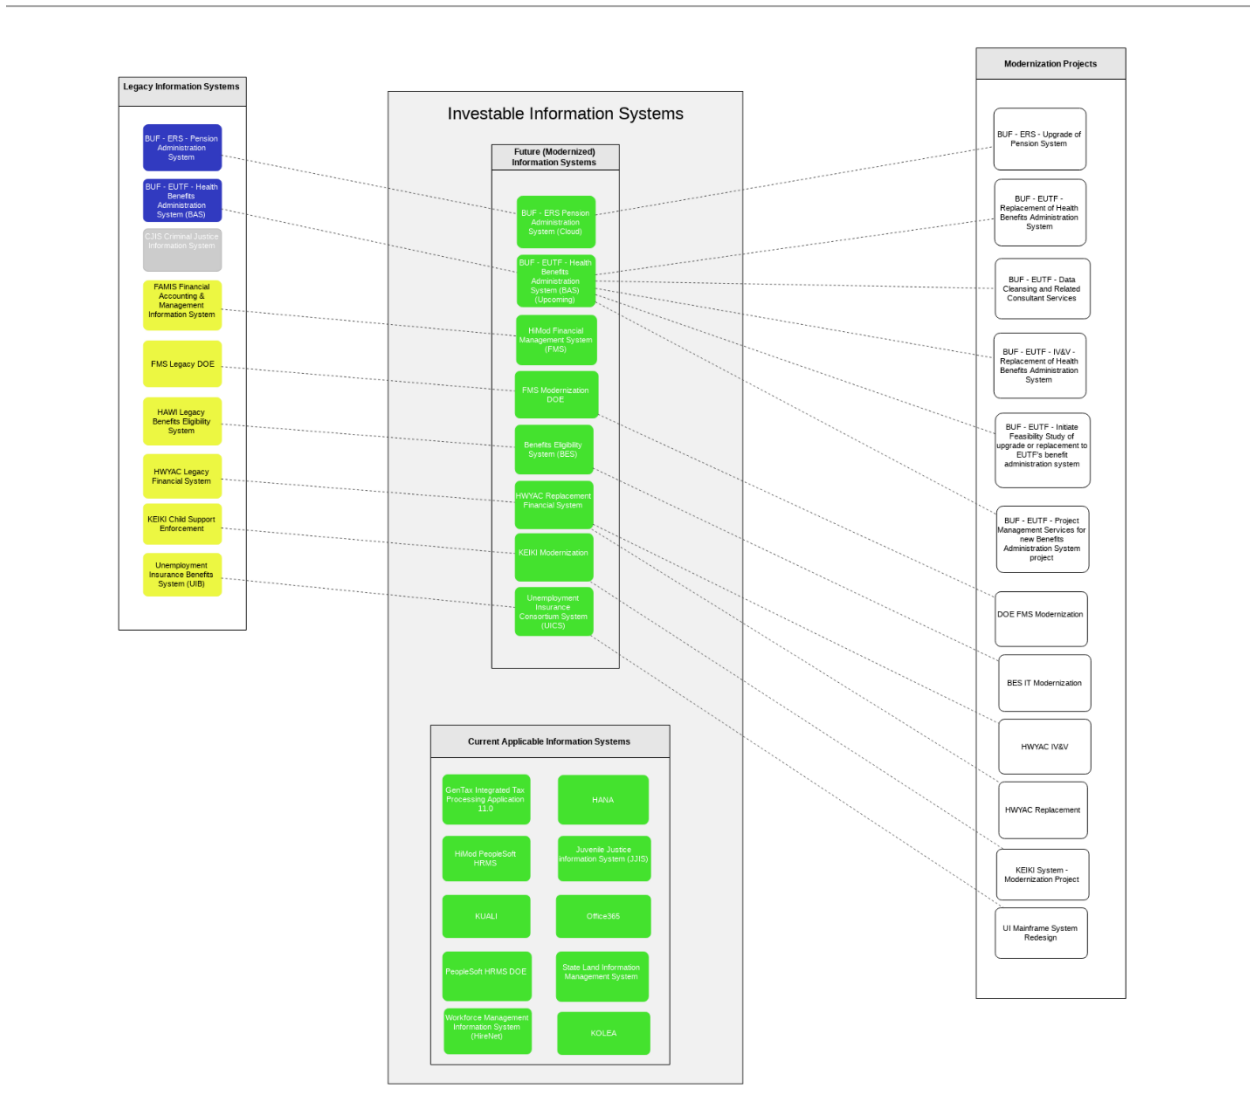 Legacy Information Systems
BUF - ERS - Pension
Administration
System
BUF - EUTF - Health
Benefits
Administration
System (BAS)
CJIS Criminal Justice
Information System
FAMIS Financial
Accounting &
Management
Information System
FMS Legacy DOE
HAWI Legacy
Benefits Eligibility
System
HWYAC Legacy
Financial System
KEIKI Child Support
Enforcement
Unemployment
Insurance Benefits
System (UIB)
Investable Information Systems
Future (Modernized)
Information Systems
BUF - ERS Pension
Administration
System (Cloud)
BUF - EUTF - Health
Benefits
Administration
System (BAS)
(Upcoming)
HiMod Financial
Management System
(FMS)
FMS Modernization
DOE
Benefits Eligibility
System (BES)
HWYAC Replacement
Financial System
KEIKI Modernization
Unemployment
Insurance
Consortium System
(UICS)
Current Applicable Information Systems
GenTax Integrated Tax
Processing Application
11.0
HANA
HiMod PeopleSoft
HRMS
Juvenile Justice
Information System (JJIS)
KUALI
Office365
PeopleSoft HRMS DOE
State Land Information
Management System
Workforce Management
Information System
(HireNet)
KOLEA
Modernization Projects
BUF - ERS - Upgrade of
Pension System
BUF - EUTF -
Replacement of Health
Benefits Administration
System
BUF - EUTF - Data
Cleansing and Related
Consultant Services
BUF - EUTF - IV&V -
Replacement of Health
Benefits Administration
System
BUF - EUTF - Initiate
Feasibility Study of
upgrade or replacement to
EUTF's benefit
administration system
BUF - EUTF - Project
Management Services for
new Benefits
Administration System
project
DOE FMS Modernization
BES IT Modernization
HWYAC IV&V
HWYAC Replacement
KEIKI System -
Modernization Project
UI Mainframe System
Redesign